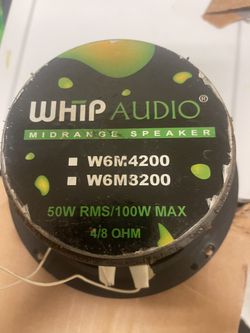 WHIP AUDIO®
MIDRANGE SPEAKER
W6M4200
W6M3200
50W RMS/100W MAX
4/8 OHM